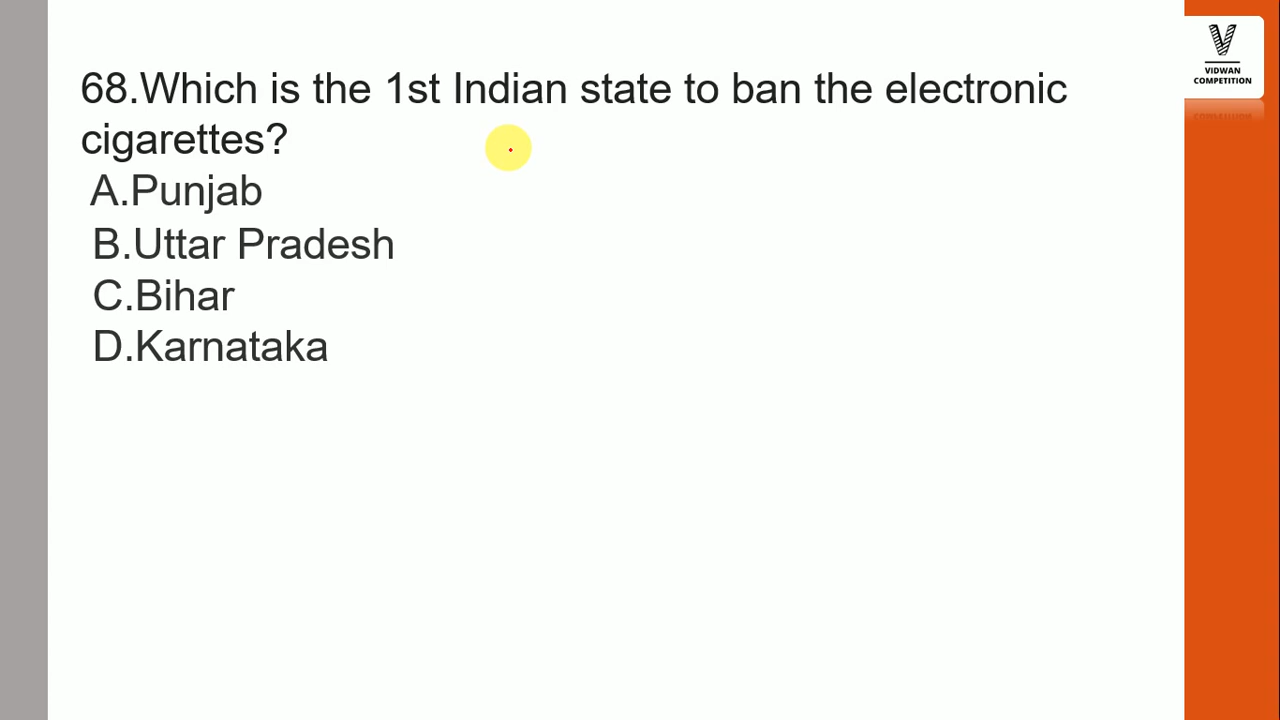 68.Which is the 1st Indian state to ban the electronic
cigarettes?
A.Punjab
B.Uttar Pradesh
C.Bihar
D.Karnataka
V
VIDWAN
COMPETITION